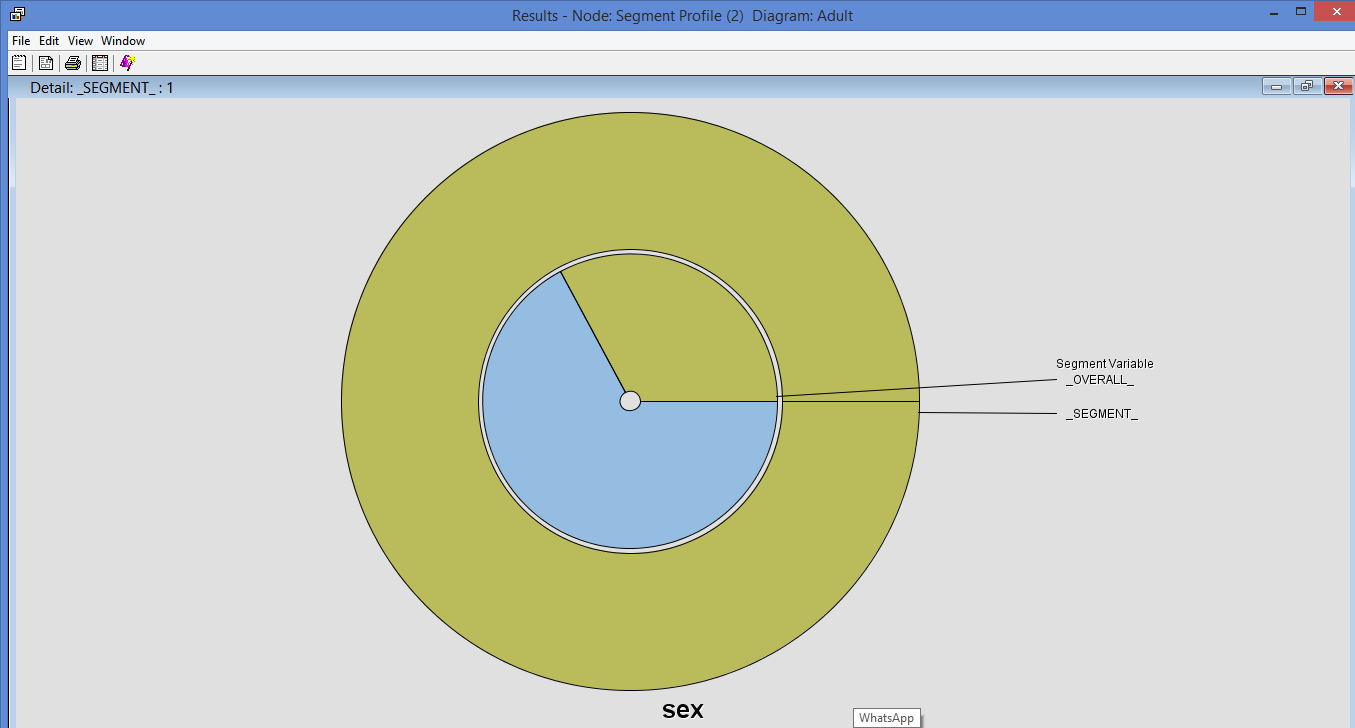 Results - Node: Segment Profile (2)  Diagram: Adult
File Edit View Window
Detail: _SEGMENT_ : 1
Segment Variable
_OVERALL_
_SEGMENT_
sex
WhatsApp